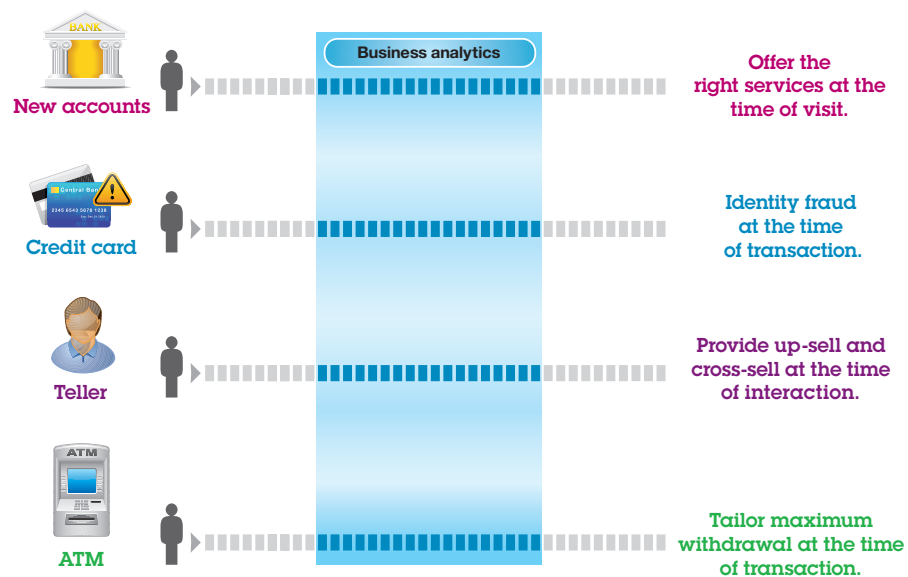 BANK
New accounts
Business analytics
Offer the
right services at the
time of visit.
Central Bank
2345 6543 5678 1238
Credit card
Identity fraud
at the time
of transaction.
Teller
Provide up-sell and
cross-sell at the time
of interaction.
ATM
ATM
Tailor maximum
withdrawal at the time
of transaction.